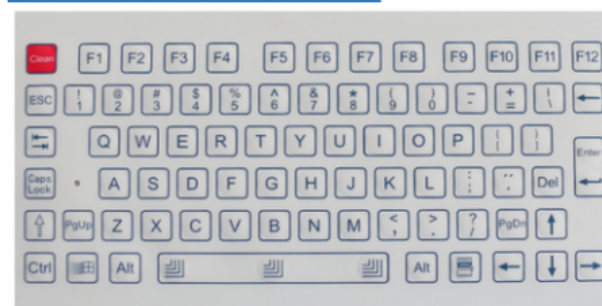 Clean F1 F2 F3 F4 F5 F6 F7 F8 F9 F10 F11 F12
ESC ! 1 @ 2 # 3 $ 4 % 5 ^ 6 & 7 * 8 ( 9 ) 0 - - + = ! \
Q W E R T Y U I O P { [ } ]
Caps Lock A S D F G H J K L : ; " , Del Enter
PgUp Z X C V B N M < , > . ? / PgDn
Ctrl Alt Alt